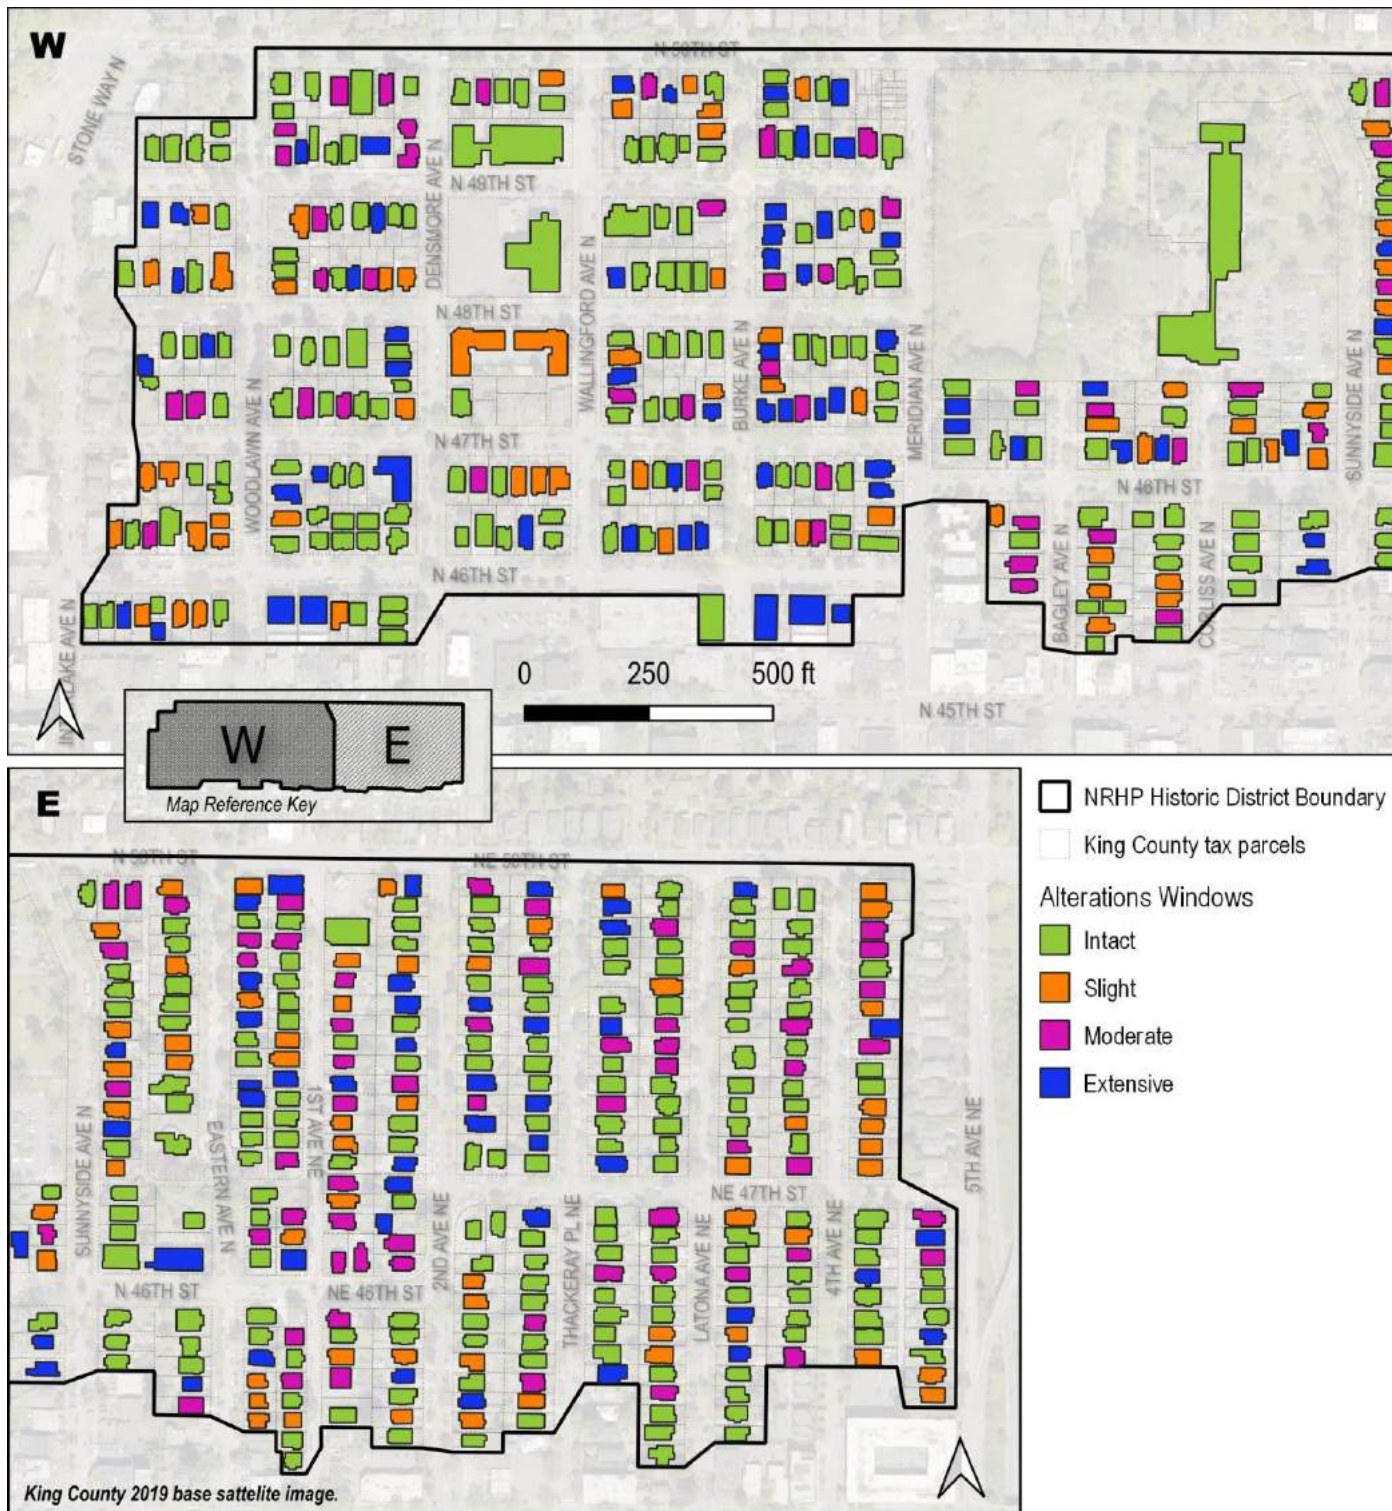 W
N 50TH ST
STONE WAY N
DENSMORE AVE N
N 49TH ST
WALLINGFORD AVE N
N 48TH ST
BURKE AVE N
MERIDIAN AVE N
SUNNYSIDE AVE N
WOODLAWN AVE N
N 47TH ST
N 46TH ST
N 46TH ST
BAGLEY AVE N
CORLISS AVE N
LAKE AVE N
0 250 500 ft
N 45TH ST
W E
Map Reference Key
E
N 50TH ST
NE 50TH ST
SUNNYSIDE AVE N
EASTERN AVE N
1ST AVE NE
2ND AVE NE
THACKERAY PL NE
NE 47TH ST
LATONA AVE NE
4TH AVE NE
5TH AVE NE
N 46TH ST
NE 46TH ST
King County 2019 base sattelite image.
NRHP Historic District Boundary
King County tax parcels
Alterations Windows
Intact
Slight
Moderate
Extensive